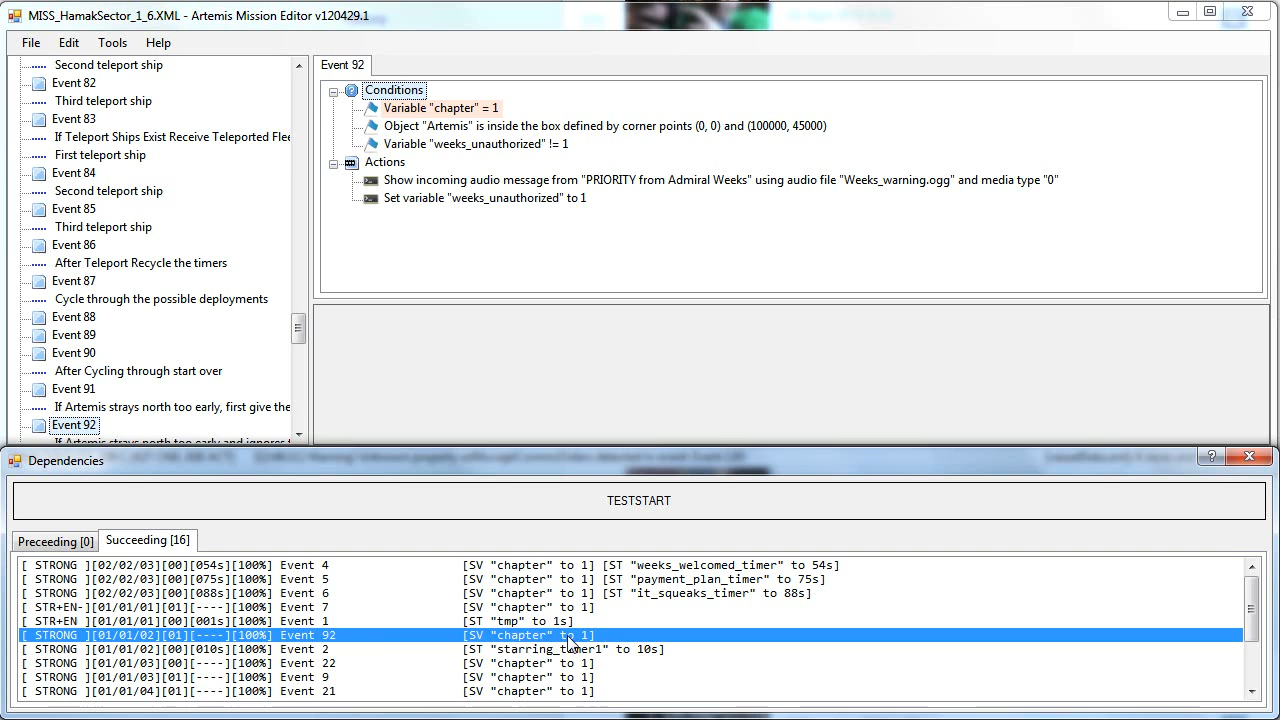 MISS_HamakSector_1_6.XML - Artemis Mission Editor v120429.1
File Edit Tools Help
Second teleport ship
Event 82
Third teleport ship
Event 83
If Teleport Ships Exist Receive Teleported Flee
First teleport ship
Event 84
Second teleport ship
Event 85
Third teleport ship
Event 86
After Teleport Recycle the timers
Event 87
Cycle through the possible deployments
Event 88
Event 89
Event 90
After Cycling through start over
Event 91
If Artemis strays north too early, first give the
Event 92
If Artemis strays north too early and ignores
Event 92
Conditions
Variable "chapter" = 1
Object "Artemis" is inside the box defined by corner points (0, 0) and (100000, 45000)
Variable "weeks_unauthorized" != 1
Actions
Show incoming audio message from "PRIORITY from Admiral Weeks" using audio file "Weeks_warning.ogg" and media type "0"
Set variable "weeks_unauthorized" to 1
Dependencies
TESTSTART
Preceeding [0] Succeeding [16]
[ STRONG ][02/02/03][00][054s][100%] Event 4 [SV "chapter" to 1] [ST "weeks_welcomed_timer" to 54s]
[ STRONG ][02/02/03][00][075s][100%] Event 5 [SV "chapter" to 1] [ST "payment_plan_timer" to 75s]
[ STRONG ][02/02/03][00][088s][100%] Event 6 [SV "chapter" to 1] [ST "it_squeaks_timer" to 88s]
[ STR+EN-][01/01/01][01][----][100%] Event 7 [SV "chapter" to 1]
[ STR+EN ][01/01/01][00][001s][100%] Event 1 [ST "tmp" to 1s]
[ STRONG ][01/01/02][01][----][100%] Event 92 [SV "chapter" to 1]
[ STRONG ][01/01/02][00][010s][100%] Event 2 [ST "starring_timer1" to 10s]
[ STRONG ][01/01/03][00][----][100%] Event 22 [SV "chapter" to 1]
[ STRONG ][01/01/03][01][----][100%] Event 9 [SV "chapter" to 1]
[ STRONG ][01/01/04][01][----][100%] Event 21 [SV "chapter" to 1]